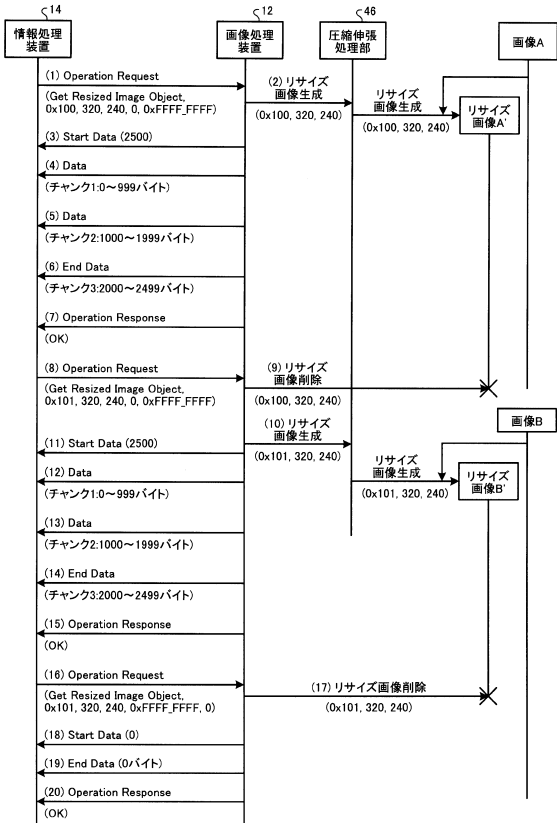 14
12
46
情報処理
装置
画像処理
装置
圧縮伸張
処理部
画像A
(1) Operation Request
(Get Resized Image Object,
0x100, 320, 240, 0, 0xFFFF_FFFF)
(2) リサイズ
画像生成
(0x100, 320, 240)
リサイズ
画像生成
(0x100, 320, 240)
リサイズ
画像A'
(3) Start Data (2500)
(4) Data
(チャンク1:0～999バイト)
(5) Data
(チャンク2:1000～1999バイト)
(6) End Data
(チャンク3:2000～2499バイト)
(7) Operation Response
(OK)
(8) Operation Request
(Get Resized Image Object,
0x101, 320, 240, 0, 0xFFFF_FFFF)
(9) リサイズ
画像削除
(0x100, 320, 240)
(10) リサイズ
画像生成
(0x101, 320, 240)
画像B
(11) Start Data (2500)
リサイズ
画像生成
(0x101, 320, 240)
リサイズ
画像B'
(12) Data
(チャンク1:0～999バイト)
(13) Data
(チャンク2:1000～1999バイト)
(14) End Data
(チャンク3:2000～2499バイト)
(15) Operation Response
(OK)
(16) Operation Request
(Get Resized Image Object,
0x101, 320, 240, 0xFFFF_FFFF, 0)
(17) リサイズ画像削除
(0x101, 320, 240)
(18) Start Data (0)
(19) End Data (0バイト)
(20) Operation Response
(OK)